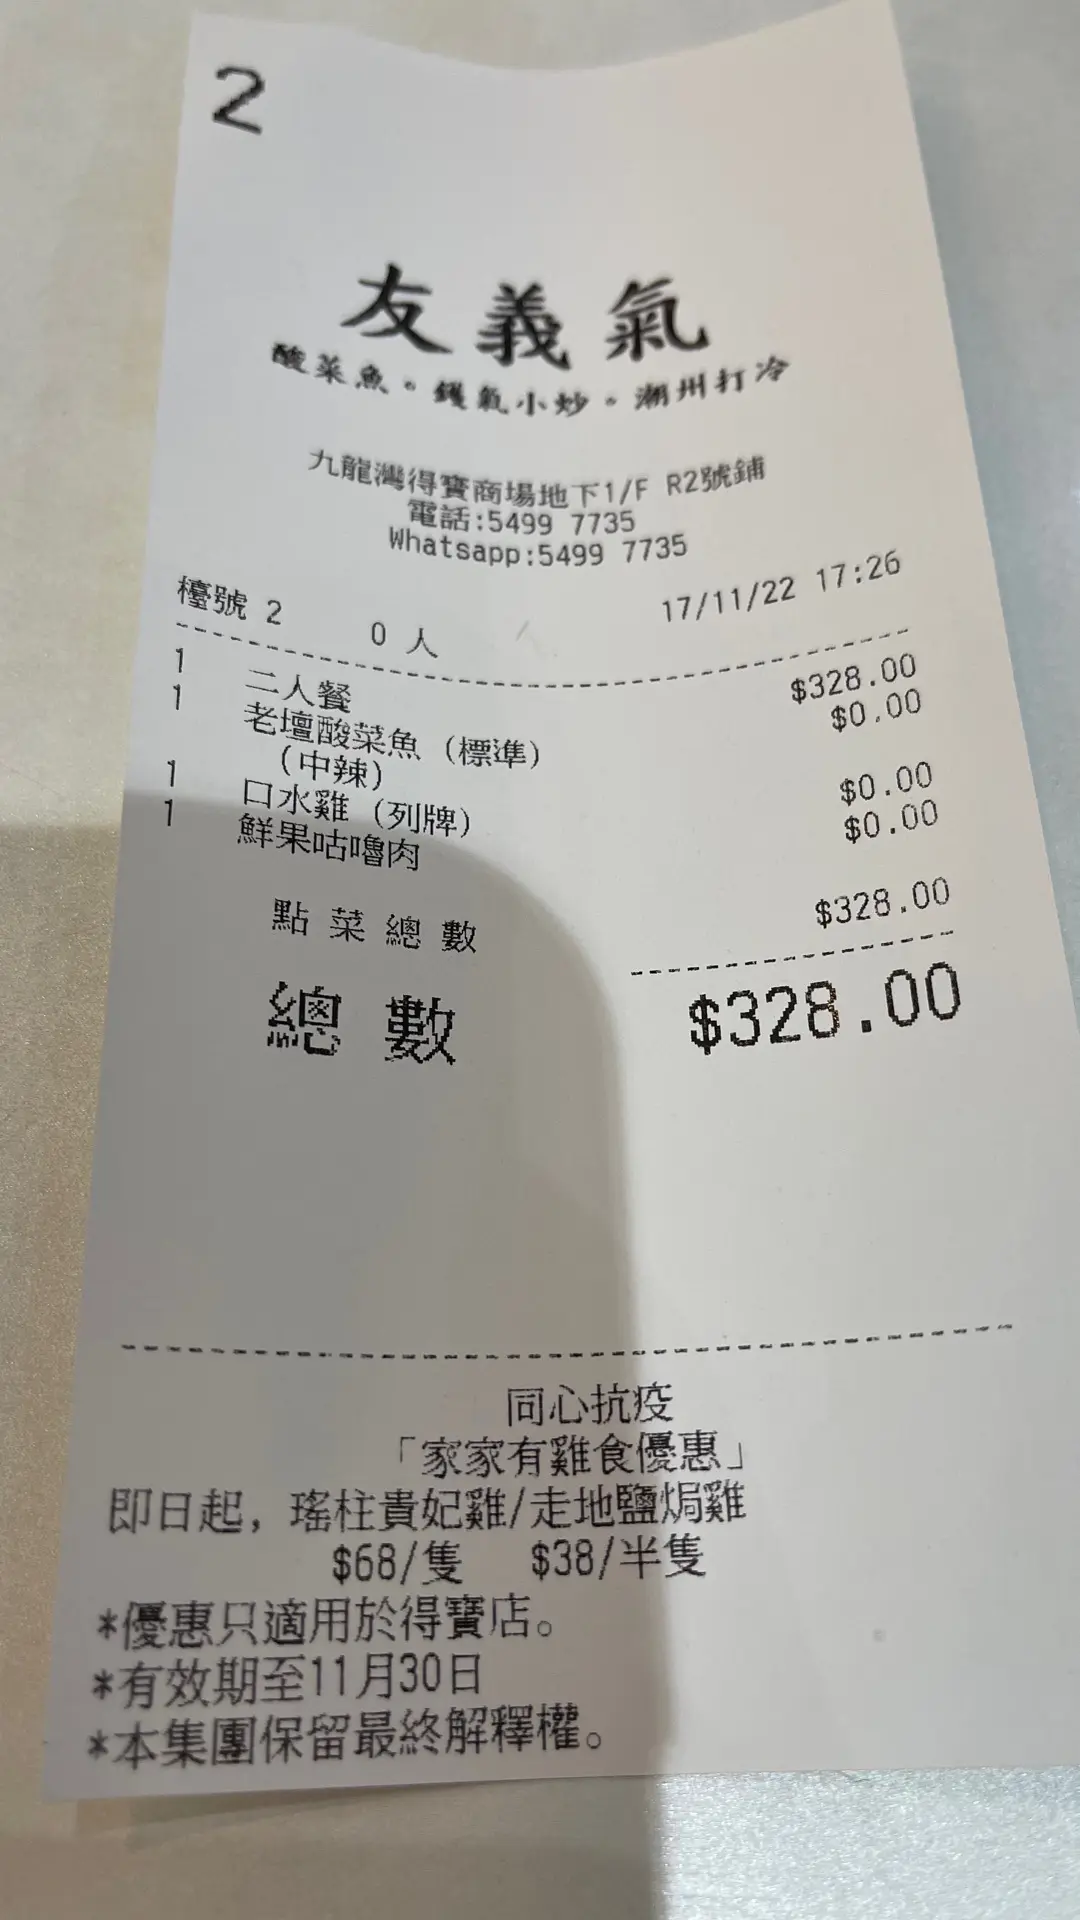 2
友義氣
酸菜魚。鑊氣小炒。潮州打冷
九龍灣得寶商場地下1/F R2號鋪
電話:5499 7735
Whatsapp:5499 7735
檯號 2 0 人 17/11/22 17:26
1 二人餐 $328.00
1 老壇酸菜魚 (標準) $0.00
(中辣)
1 口水雞 (列牌) $0.00
1 鮮果咕嚕肉 $0.00
點菜總數 $328.00
總數 $328.00
同心抗疫
「家家有雞食優惠」
即日起, 瑤柱貴妃雞/走地鹽焗雞
$68/隻 $38/半隻
*優惠只適用於得寶店。
*有效期至11月30日
*本集團保留最終解釋權。